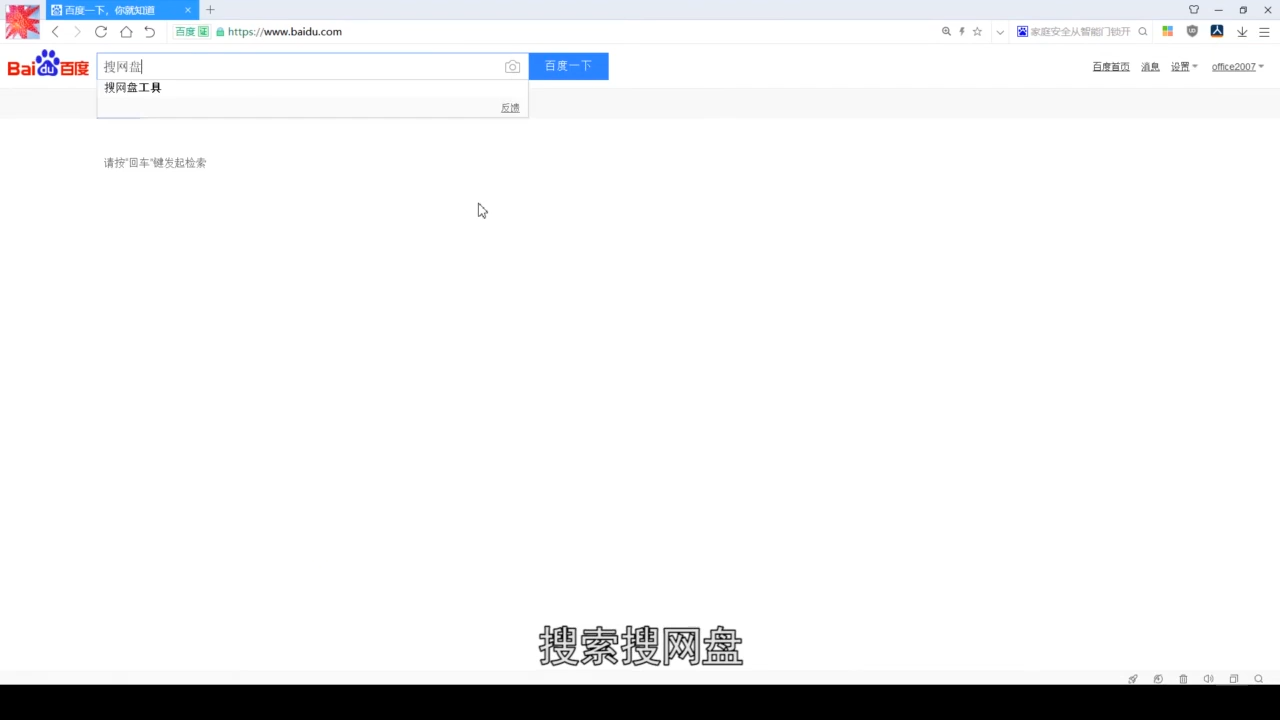 百度一下，你就知道
百度 证 https://www.baidu.com
家庭安全从智能门锁开
Bai du 百度
搜网盘
百度一下
百度首页 消息 设置 office2007
搜网盘工具
反馈
请按"回车"键发起检索
搜索搜网盘